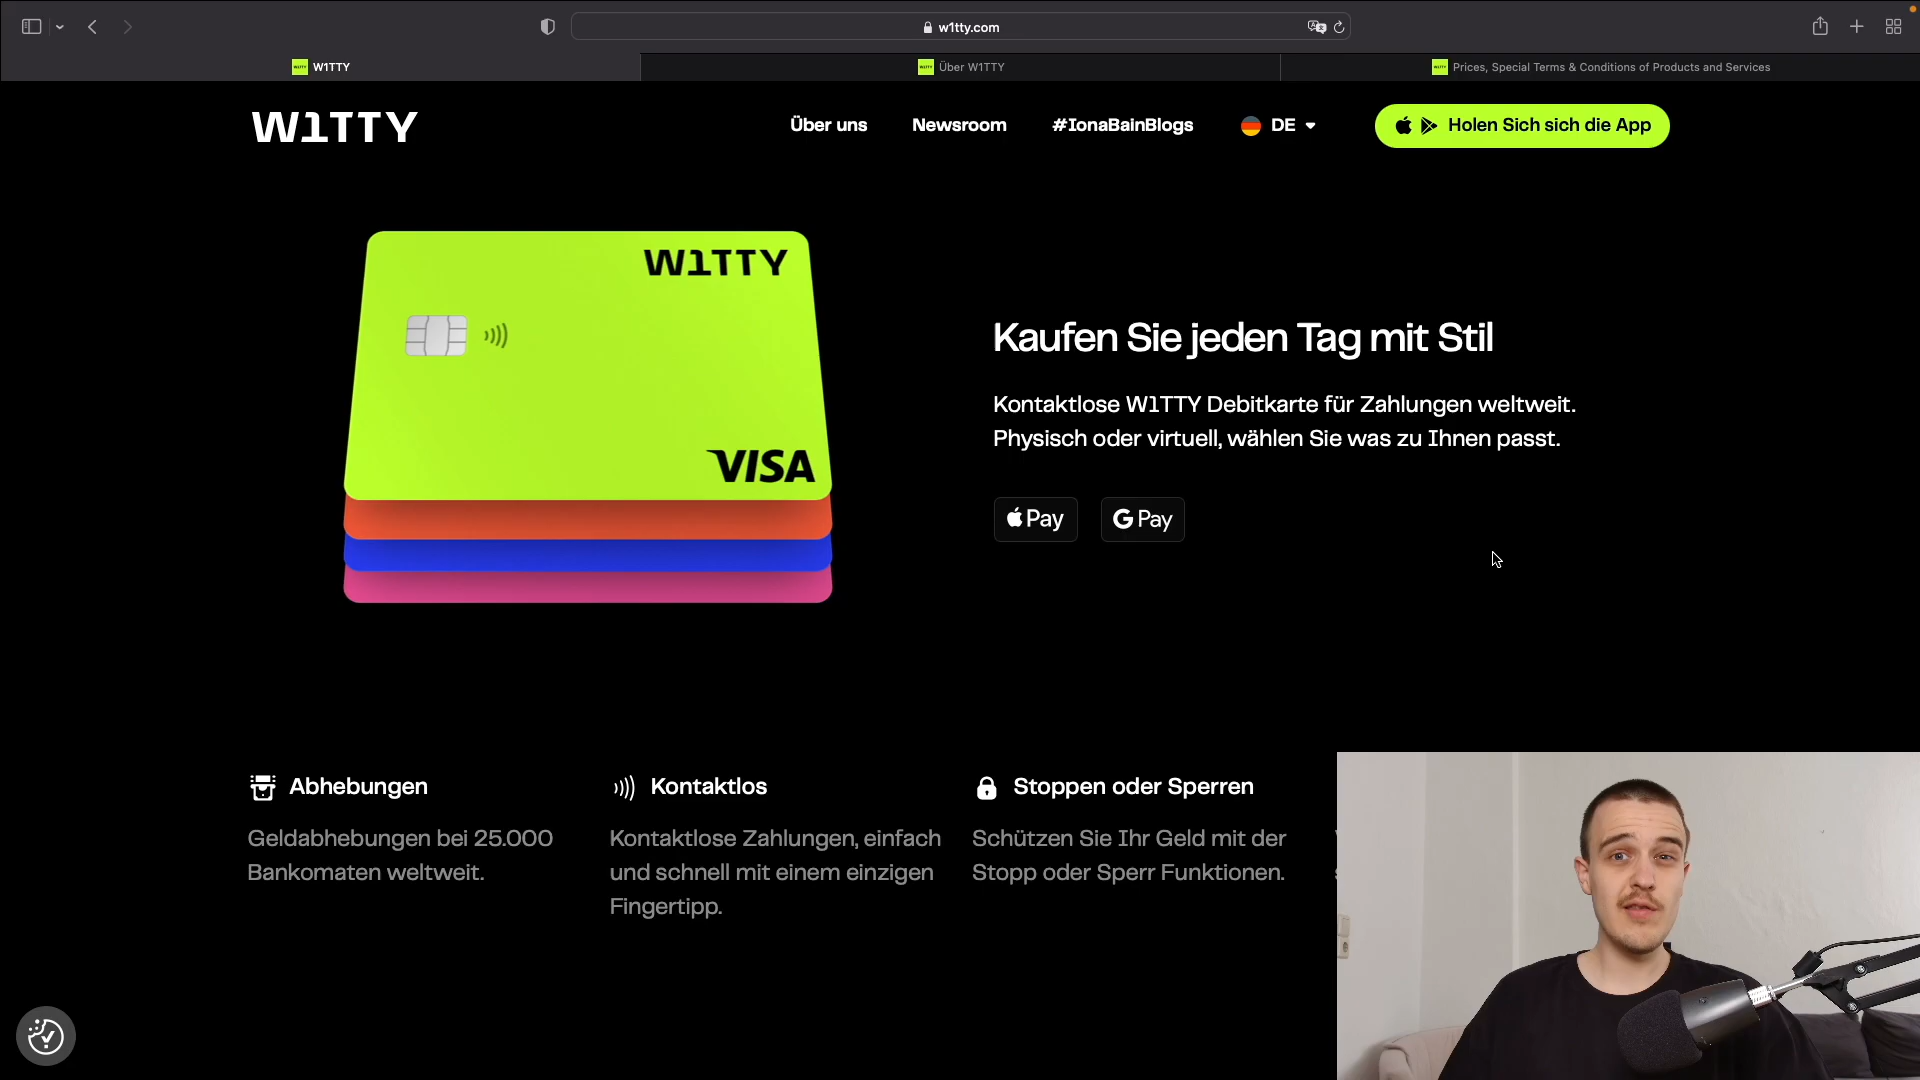 w1tty.com
W1TTY
Über W1TTY
Prices, Special Terms & Conditions of Products and Services
W1TTY
Über uns
Newsroom
#IonaBainBlogs
DE
Holen Sich sich die App
W1TTY
VISA
Kaufen Sie jeden Tag mit Stil
Kontaktlose W1TTY Debitkarte für Zahlungen weltweit.
Physisch oder virtuell, wählen Sie was zu Ihnen passt.
Pay
G Pay
Abhebungen
Geldabhebungen bei 25.000
Bankomaten weltweit.
Kontaktlos
Kontaktlose Zahlungen, einfach
und schnell mit einem einzigen
Fingertipp.
Stoppen oder Sperren
Schützen Sie Ihr Geld mit der
Stopp oder Sperr Funktionen.